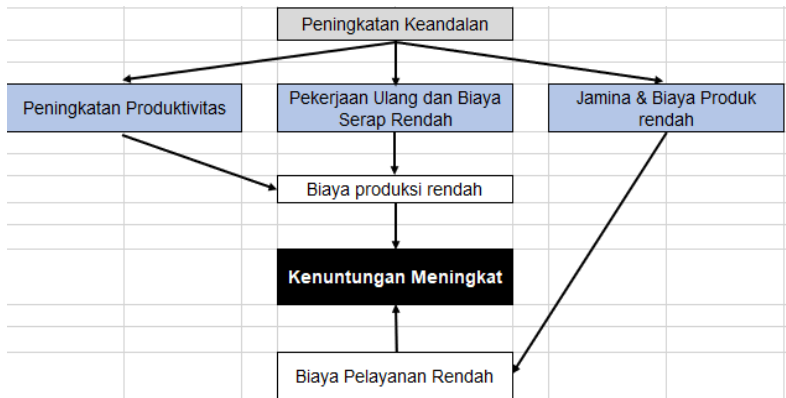 Peningkatan Keandalan
Peningkatan Produktivitas
Pekerjaan Ulang dan Biaya
Serap Rendah
Jamina & Biaya Produk
rendah
Biaya produksi rendah
Kenuntungan Meningkat
Biaya Pelayanan Rendah